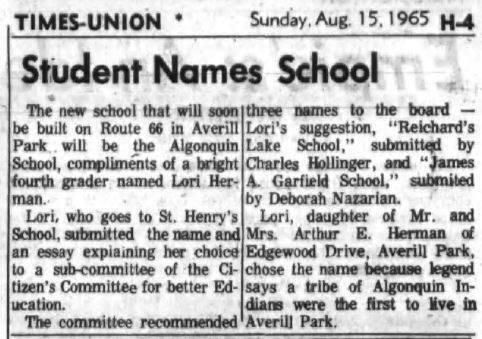 TIMES-UNION * Sunday, Aug. 15, 1965 H-4
Student Names School
The new school that will soon
be built on Route 66 in Averill
Park will be the Algonquin
School, compliments of a bright
fourth grader named Lori Her-
man.
Lori, who goes to St. Henry's
School, submitted the name and
an essay explaining her choice
to a sub-committee of the Ci-
tizen's Committee for better Ed-
ucation.
The committee recommended
three names to the board —
Lori's suggestion, "Reichard's
Lake School," submitted by
Charles Hollinger, and "James
A. Garfield School," submited
by Deborah Nazarian.
Lori, daughter of Mr. and
Mrs. Arthur E. Herman of
Edgewood Drive, Averill Park,
chose the name because legend
says a tribe of Algonquin In-
dians were the first to live in
Averill Park.